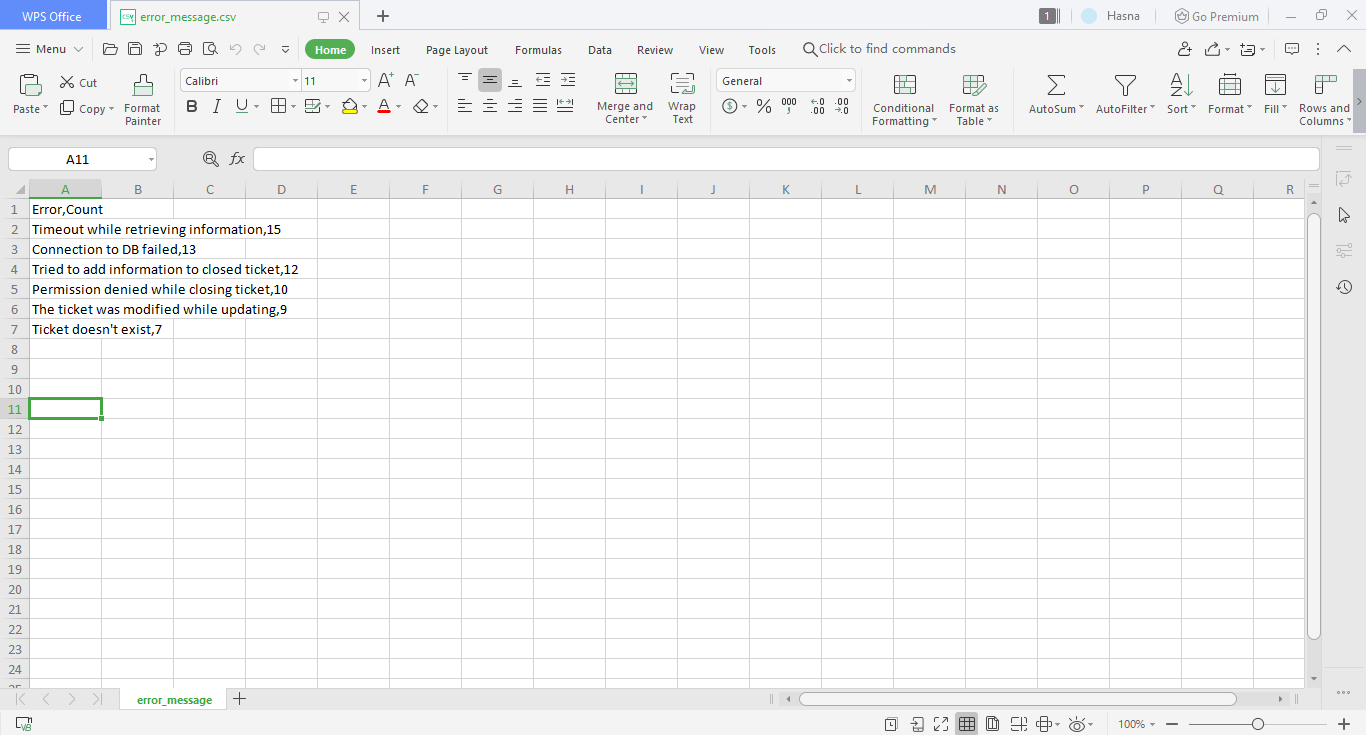 WPS Office
error_message.csv
1
Hasna
Go Premium
Menu
Home
Insert
Page Layout
Formulas
Data
Review
View
Tools
Click to find commands
Paste
Cut
Copy
Format Painter
Calibri
11
A+
A-
B I U
A
Merge and Center
Wrap Text
General
$ % 000 , ←.0 .00 .00 →.0
Conditional Formatting
Format as Table
AutoSum
AutoFilter
Sort
Format
Fill
Rows and Columns
A11
fx
A B C D E F G H I J K L M N O P Q R
1 Error,Count
2 Timeout while retrieving information,15
3 Connection to DB failed,13
4 Tried to add information to closed ticket,12
5 Permission denied while closing ticket,10
6 The ticket was modified while updating,9
7 Ticket doesn't exist,7
8
9
10
11
12
13
14
15
16
17
18
19
20
21
22
23
24
25
error_message
100%